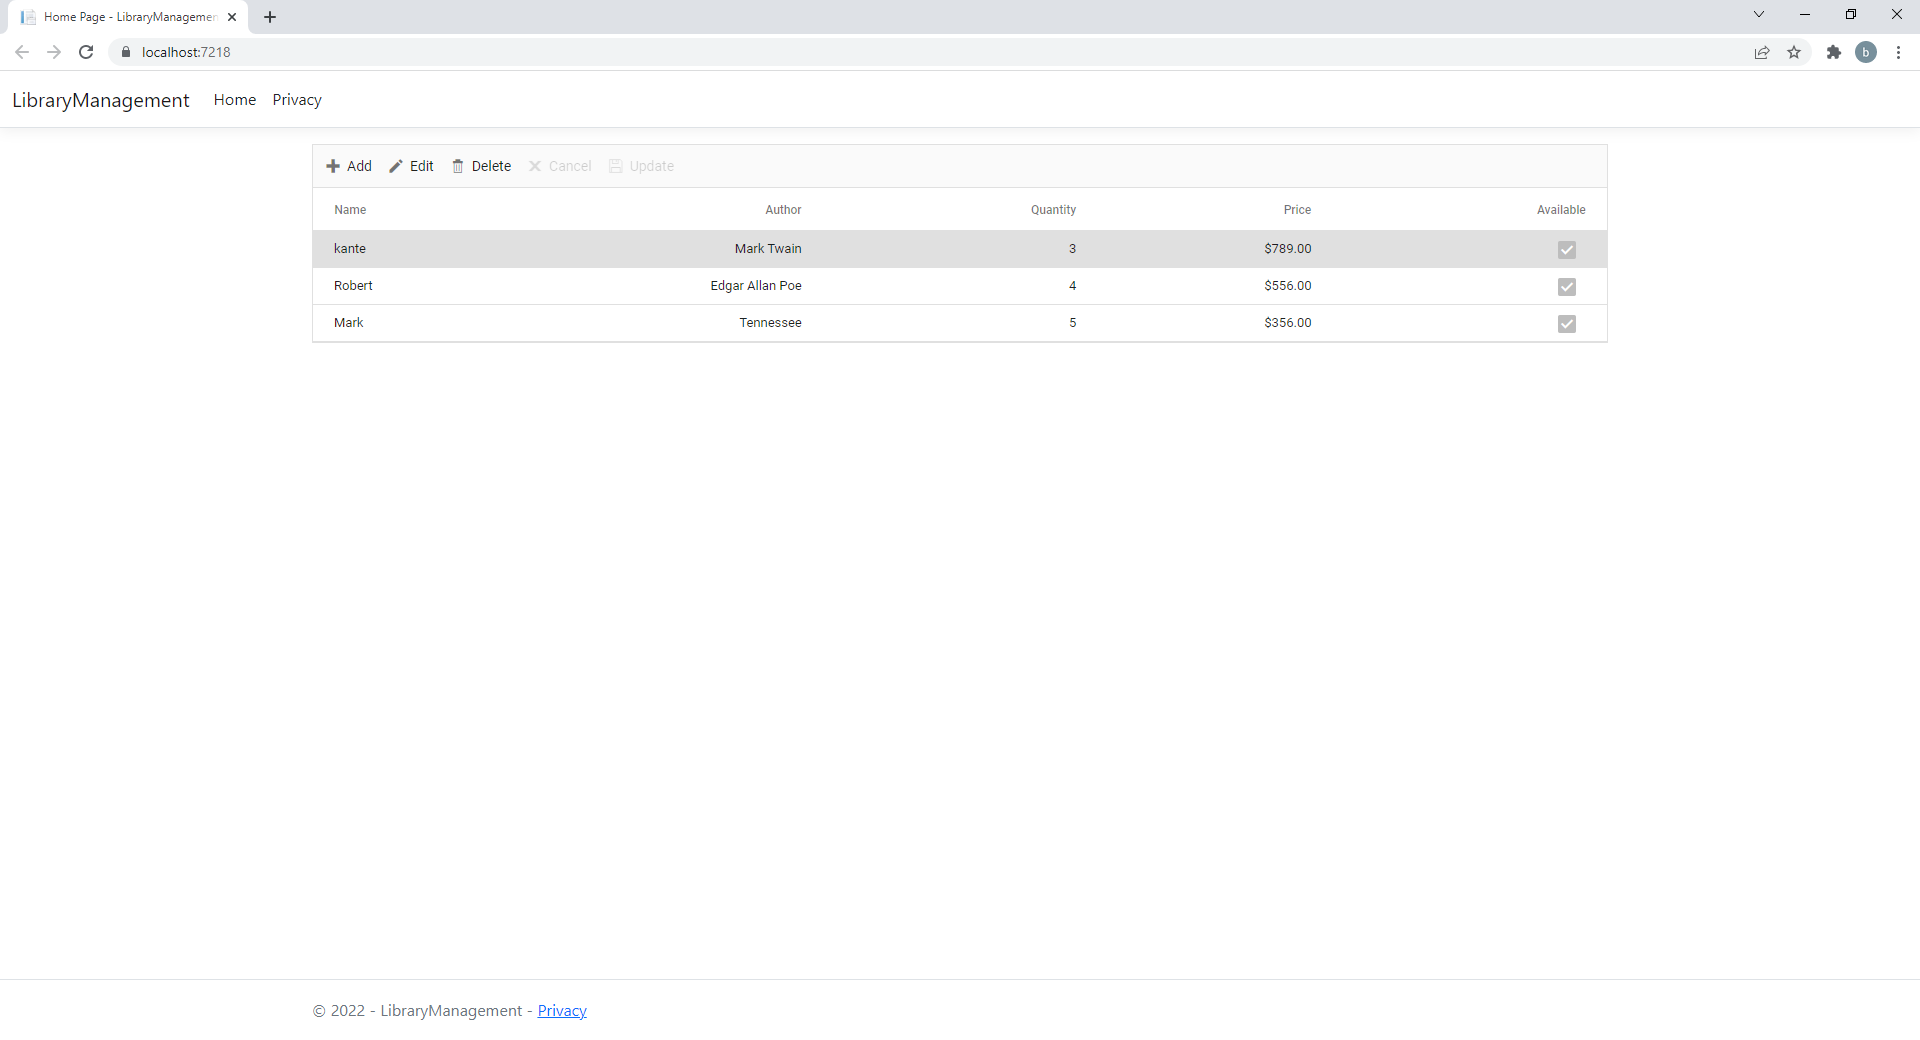 Home Page - LibraryManagemen
localhost:7218
b
LibraryManagement Home Privacy
Add Edit Delete Cancel Update
Name Author Quantity Price Available
kante Mark Twain 3 $789.00
Robert Edgar Allan Poe 4 $556.00
Mark Tennessee 5 $356.00
© 2022 - LibraryManagement - Privacy